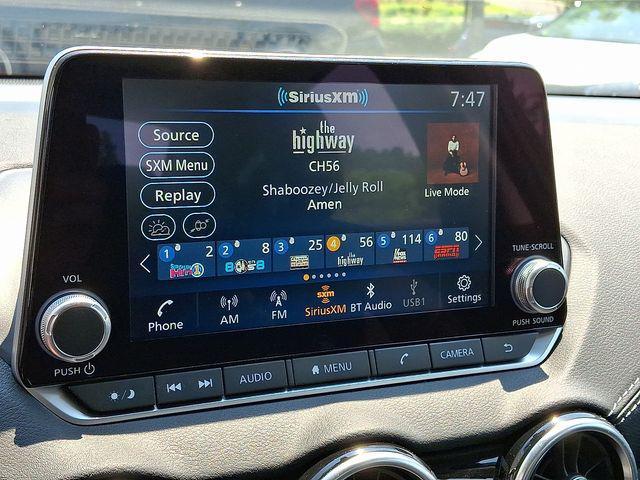 SiriusXM
7:47
Source
SXM Menu
Replay
the
highway
CH56
Shaboozey/Jelly Roll
Amen
Live Mode
1 2
2 8
3 25
4 56
5 114
6 80
highway
ESPN
Phone
AM
FM
sxm
SiriusXM
BT Audio
USB1
Settings
VOL
PUSH
TUNE·SCROLL
PUSH SOUND
AUDIO
MENU
CAMERA